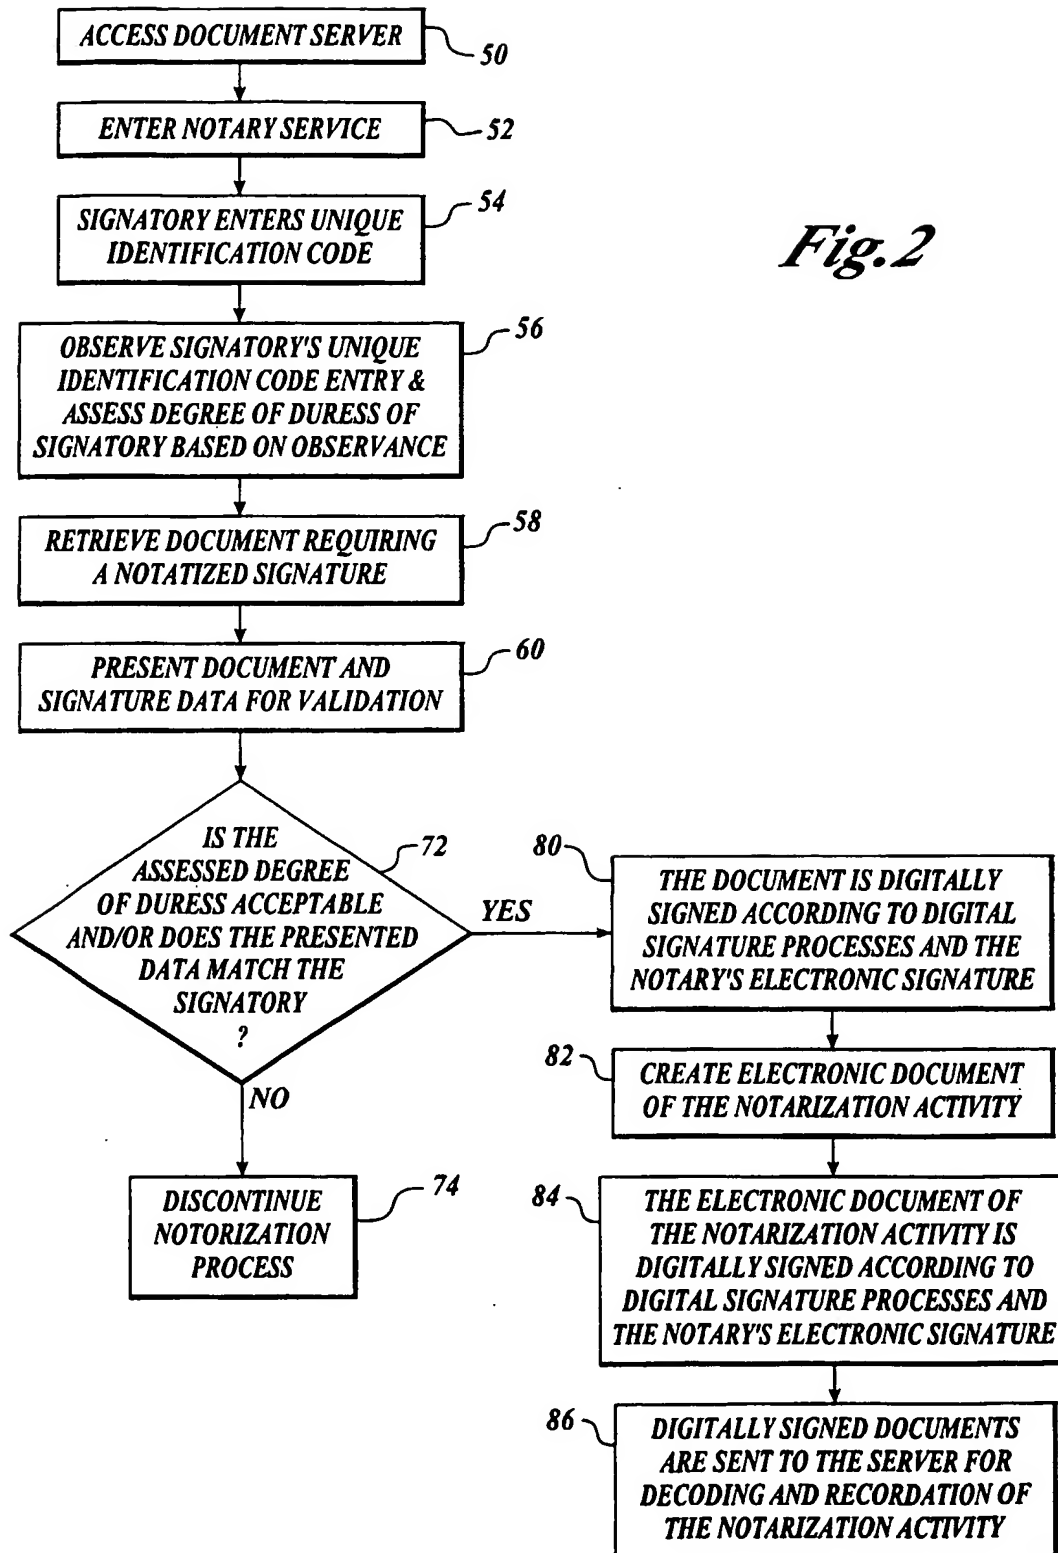 ACCESS DOCUMENT SERVER
50
ENTER NOTARY SERVICE
52
54
SIGNATORY ENTERS UNIQUE
IDENTIFICATION CODE
Fig.2
56
OBSERVE SIGNATORY'S UNIQUE
IDENTIFICATION CODE ENTRY &
ASSESS DEGREE OF DURESS OF
SIGNATORY BASED ON OBSERVANCE
58
RETRIEVE DOCUMENT REQUIRING
A NOTATIZED SIGNATURE
60
PRESENT DOCUMENT AND
SIGNATURE DATA FOR VALIDATION
72
IS THE
ASSESSED DEGREE
OF DURESS ACCEPTABLE
AND/OR DOES THE PRESENTED
DATA MATCH THE
SIGNATORY
?
YES
NO
74
DISCONTINUE
NOTORIZATION
PROCESS
80
THE DOCUMENT IS DIGITALLY
SIGNED ACCORDING TO DIGITAL
SIGNATURE PROCESSES AND THE
NOTARY'S ELECTRONIC SIGNATURE
82
CREATE ELECTRONIC DOCUMENT
OF THE NOTARIZATION ACTIVITY
84
THE ELECTRONIC DOCUMENT OF
THE NOTARIZATION ACTIVITY IS
DIGITALLY SIGNED ACCORDING TO
DIGITAL SIGNATURE PROCESSES AND
THE NOTARY'S ELECTRONIC SIGNATURE
86
DIGITALLY SIGNED DOCUMENTS
ARE SENT TO THE SERVER FOR
DECODING AND RECORDATION OF
THE NOTARIZATION ACTIVITY